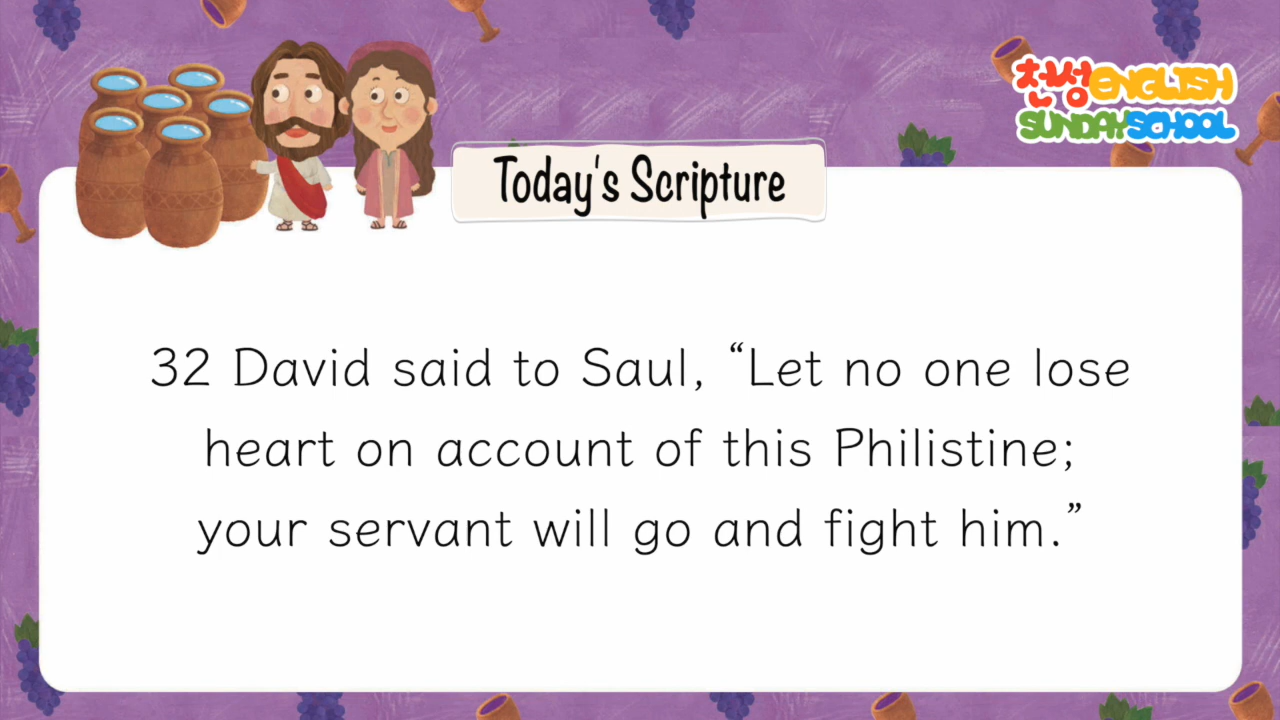 천성ENGLISH
SUNDAYSCHOOL
Today's Scripture
32 David said to Saul, “Let no one lose
heart on account of this Philistine;
your servant will go and fight him.”